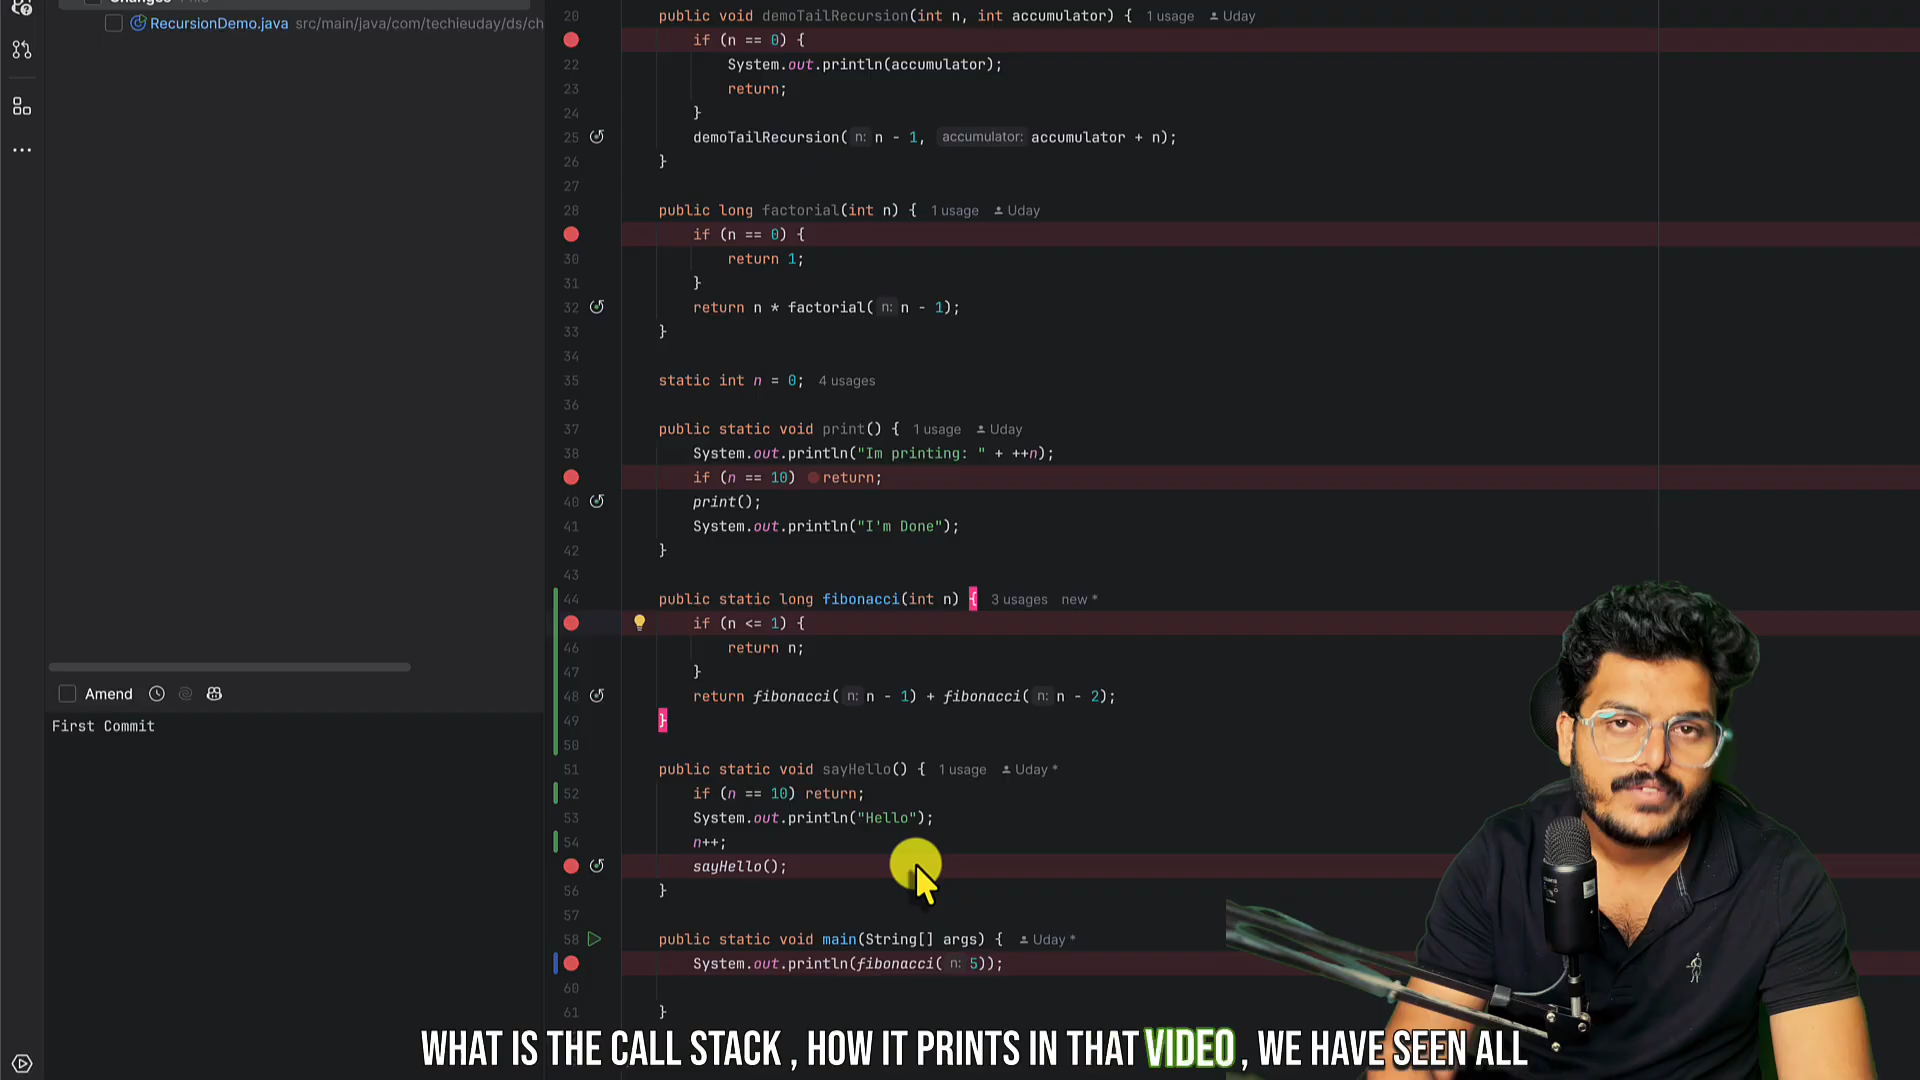 RecursionDemo.java src/main/java/com/techieuday/ds/ch
20 public void demoTailRecursion(int n, int accumulator) { 1 usage Uday
if (n == 0) {
22 System.out.println(accumulator);
23 return;
24 }
25 demoTailRecursion( n: n - 1, accumulator: accumulator + n);
26 }
27
28 public long factorial(int n) { 1 usage Uday
if (n == 0) {
30 return 1;
31 }
32 return n * factorial( n: n - 1);
33 }
34
35 static int n = 0; 4 usages
36
37 public static void print() { 1 usage Uday
38 System.out.println("Im printing: " + ++n);
if (n == 10) return;
40 print();
41 System.out.println("I'm Done");
42 }
43
44 public static long fibonacci(int n) { 3 usages new *
if (n <= 1) {
46 return n;
47 }
48 return fibonacci( n: n - 1) + fibonacci( n: n - 2);
49 }
50
51 public static void sayHello() { 1 usage Uday *
52 if (n == 10) return;
53 System.out.println("Hello");
54 n++;
sayHello();
56 }
57
58 public static void main(String[] args) { Uday *
System.out.println(fibonacci( n: 5));
60
61 }
Amend
First Commit
WHAT IS THE CALL STACK , HOW IT PRINTS IN THAT VIDEO , WE HAVE SEEN ALL